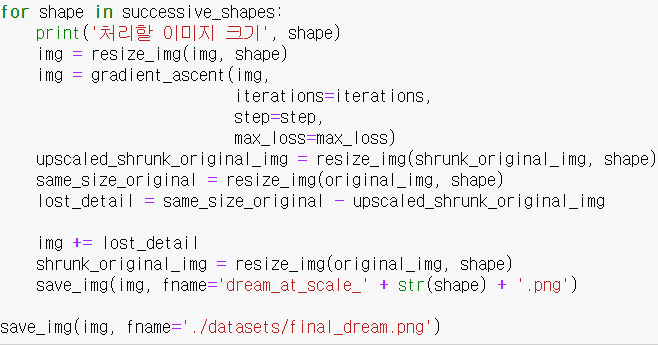 for shape in successive_shapes:
    print('처리할 이미지 크기', shape)
    img = resize_img(img, shape)
    img = gradient_ascent(img,
                          iterations=iterations,
                          step=step,
                          max_loss=max_loss)
    upscaled_shrunk_original_img = resize_img(shrunk_original_img, shape)
    same_size_original = resize_img(original_img, shape)
    lost_detail = same_size_original - upscaled_shrunk_original_img

    img += lost_detail
    shrunk_original_img = resize_img(original_img, shape)
    save_img(img, fname='dream_at_scale_' + str(shape) + '.png')

save_img(img, fname='./datasets/final_dream.png')